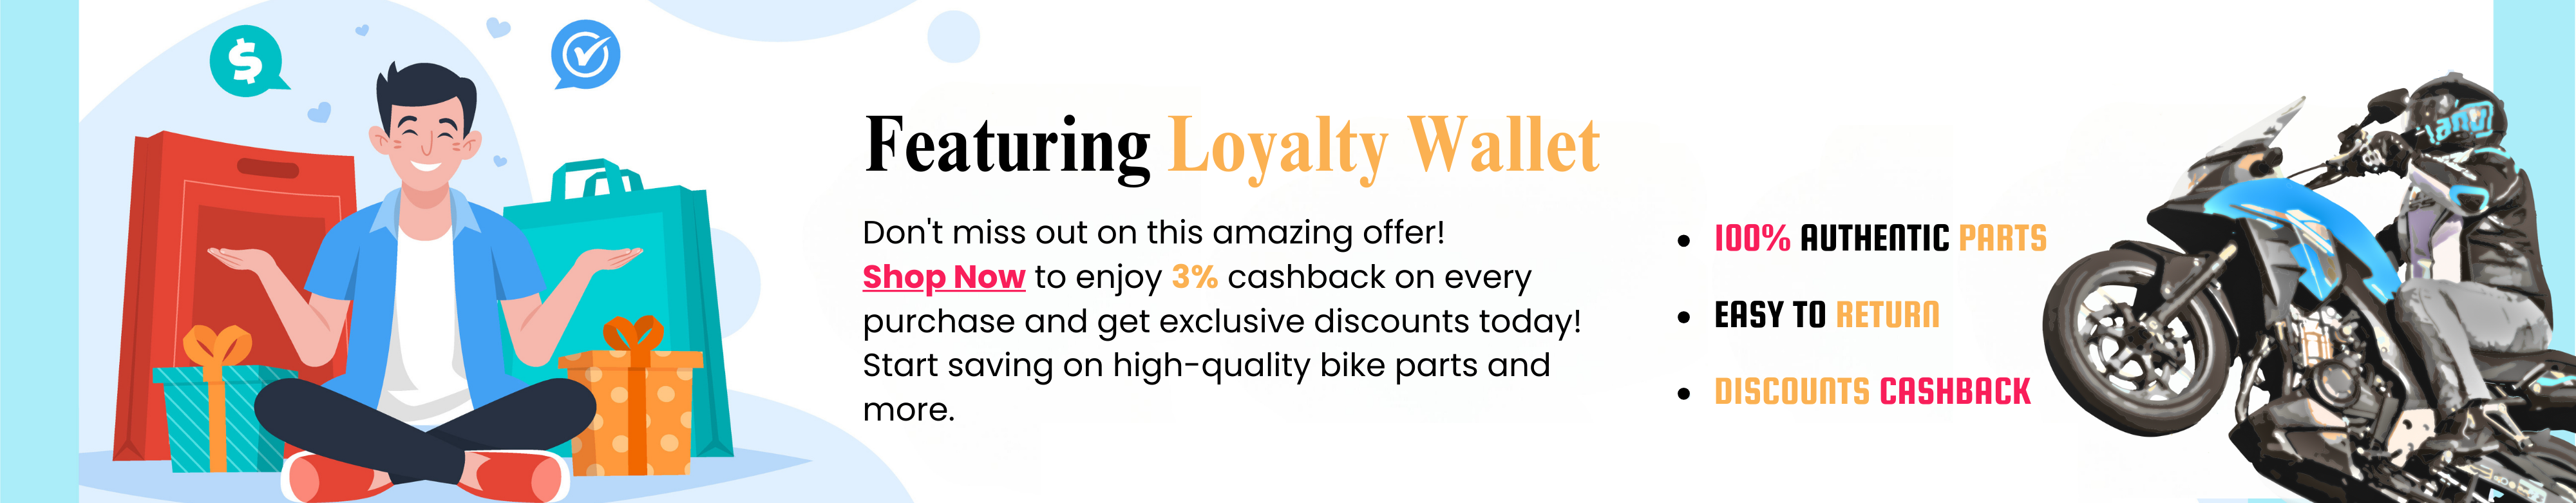 Featuring Loyalty Wallet
Don't miss out on this amazing offer!
Shop Now to enjoy 3% cashback on every
purchase and get exclusive discounts today!
Start saving on high-quality bike parts and
more.
100% AUTHENTIC PARTS
EASY TO RETURN
DISCOUNTS CASHBACK
$